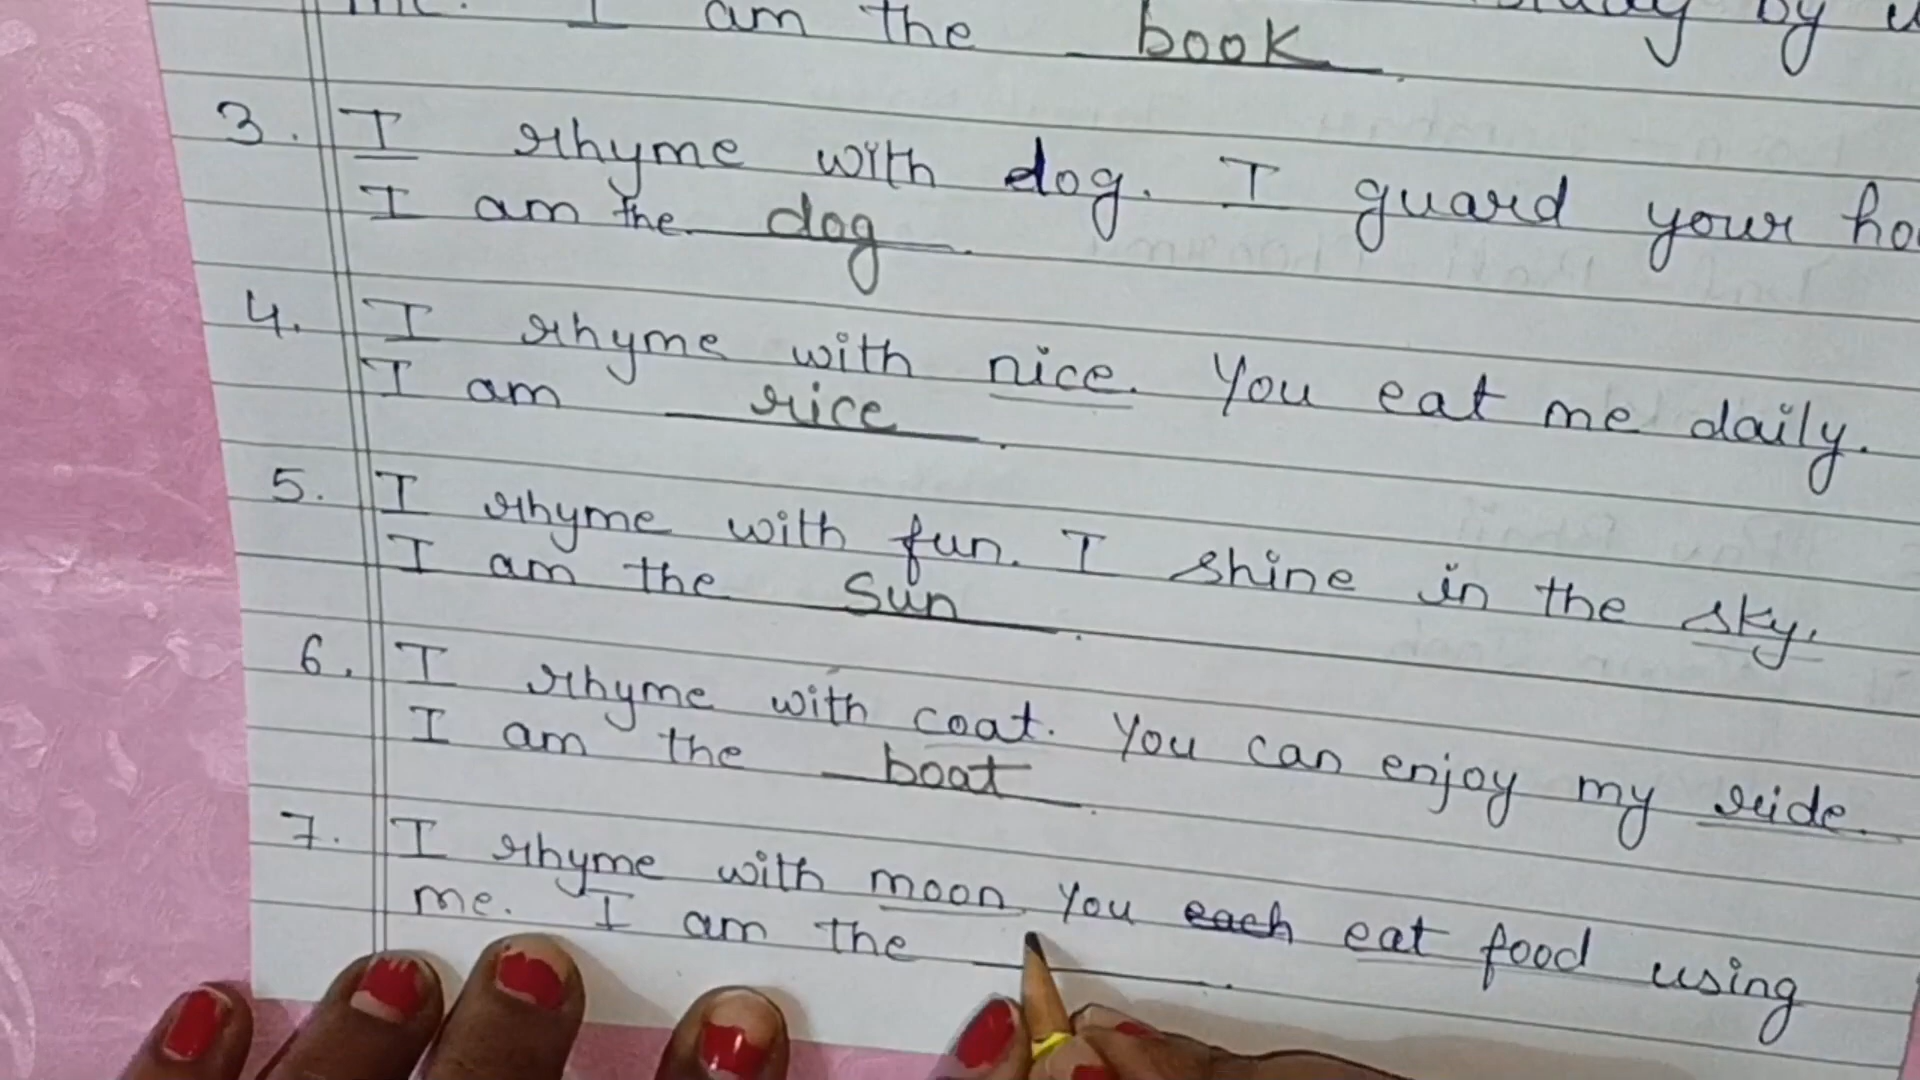 I am the book.
3. I rhyme with dog. I guard your
I am the dog.
4. I rhyme with nice. You eat me daily.
I am rice.
5. I rhyme with fun. I shine in the sky.
I am the Sun.
6. I rhyme with coat. You can enjoy my ride.
I am the boat.
7. I rhyme with moon. You each eat food using
me. I am the ____.